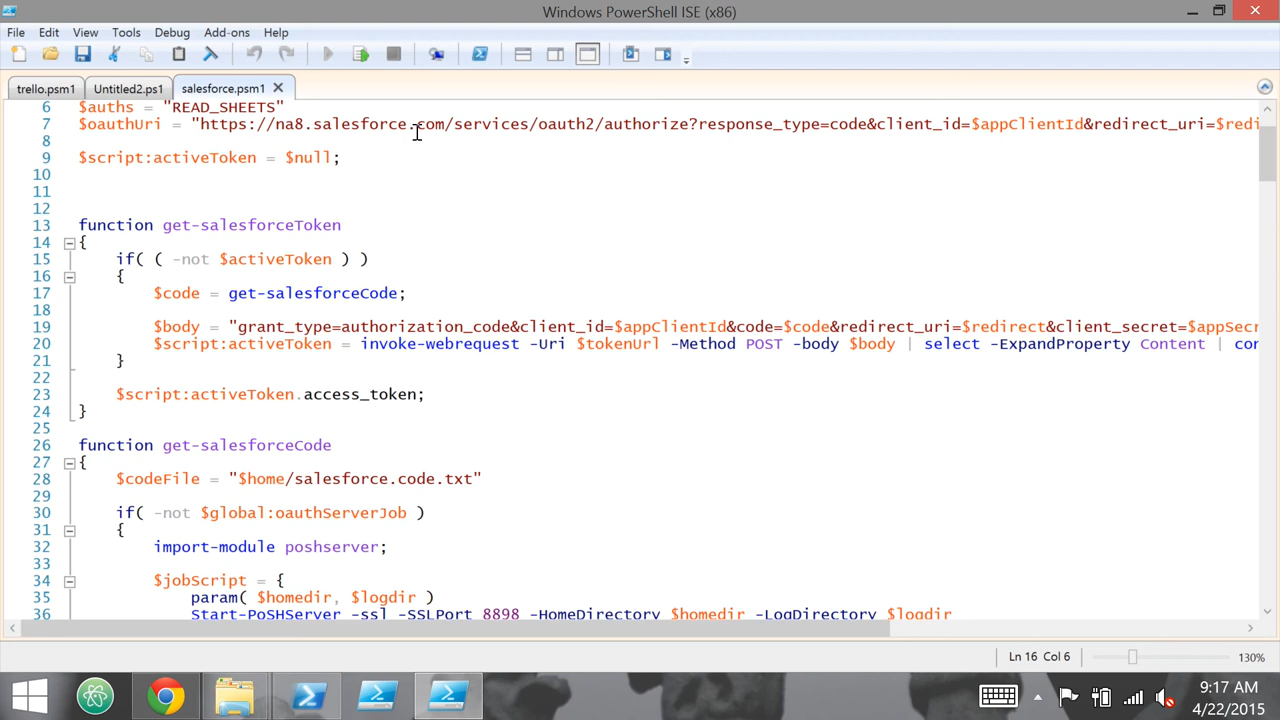 Windows PowerShell ISE (x86)
File Edit View Tools Debug Add-ons Help
trello.psm1 Untitled2.ps1 salesforce.psm1
6 $auths = "READ_SHEETS"
7 $oauthUri = "https://na8.salesforce.com/services/oauth2/authorize?response_type=code&client_id=$appClientId&redirect_uri=$redi
8
9 $script:activeToken = $null;
10
11
12
13 function get-salesforceToken
14 {
15 if( ( -not $activeToken ) )
16 {
17 $code = get-salesforceCode;
18
19 $body = "grant_type=authorization_code&client_id=$appClientId&code=$code&redirect_uri=$redirect&client_secret=$appSecr
20 $script:activeToken = invoke-webrequest -Uri $tokenUrl -Method POST -body $body | select -ExpandProperty Content | con
21 }
22
23 $script:activeToken.access_token;
24 }
25
26 function get-salesforceCode
27 {
28 $codeFile = "$home/salesforce.code.txt"
29
30 if( -not $global:oauthServerJob )
31 {
32 import-module poshserver;
33
34 $jobScript = {
35 param( $homedir, $logdir )
36 Start-PoSHServer -ssl -SSLPort 8898 -HomeDirectory $homedir -LogDirectory $logdir
Ln 16 Col 6 130%
9:17 AM
4/22/2015